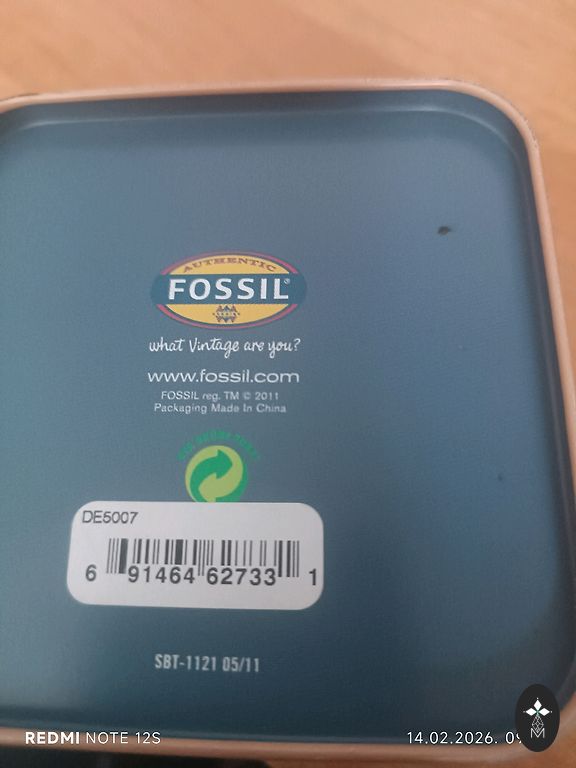 AUTHENTIC
FOSSIL®
what Vintage are you?
www.fossil.com
FOSSIL reg. TM © 2011
Packaging Made In China
DE5007
6 91464 62733 1
SBT-1121 05/11
REDMI NOTE 12S
14.02.2026.
M